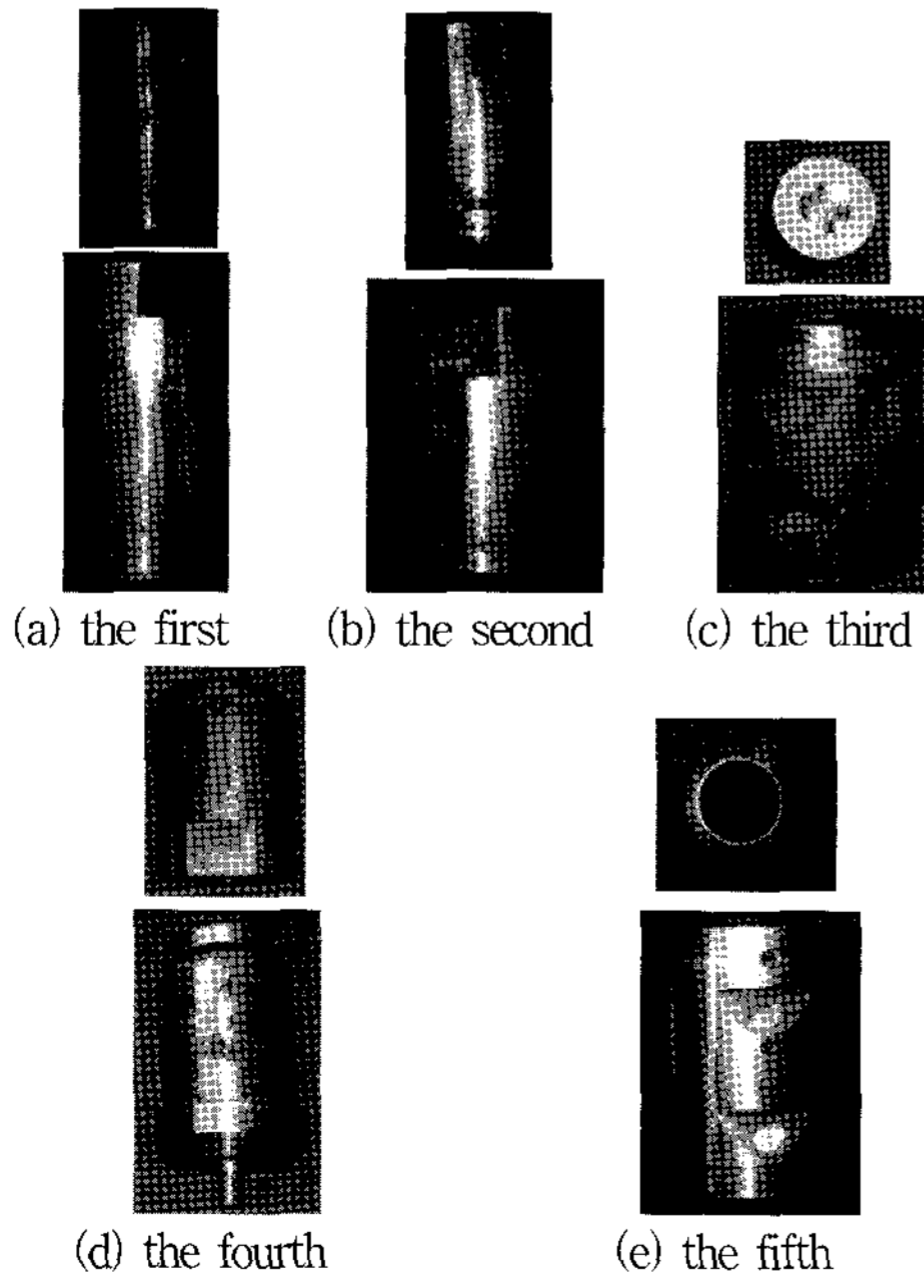 (a) the first
(b) the second
(c) the third
(d) the fourth
(e) the fifth